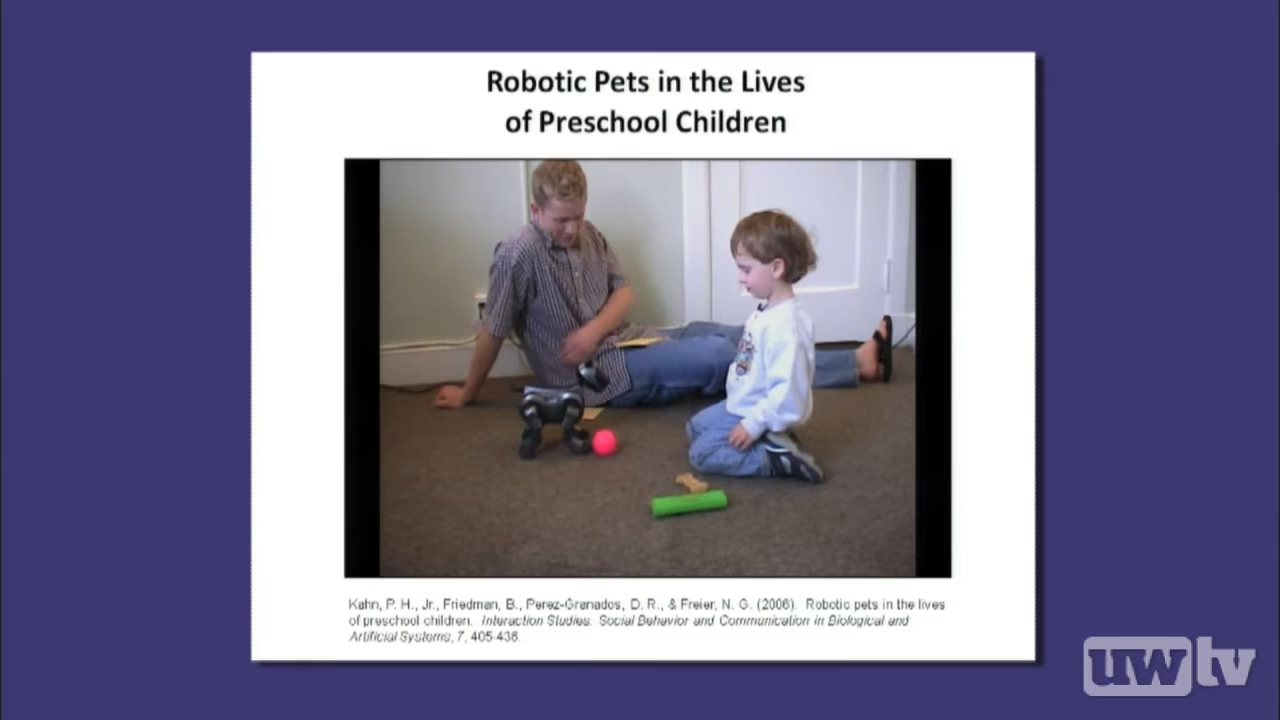 Robotic Pets in the Lives
of Preschool Children
Kahn, P. H., Jr., Friedman, B., Perez-Granados, D. R., & Freier, N. G. (2006). Robotic pets in the lives
of preschool children. Interaction Studies: Social Behavior and Communication in Biological and
Artificial Systems, 7, 405-436.
uwtv